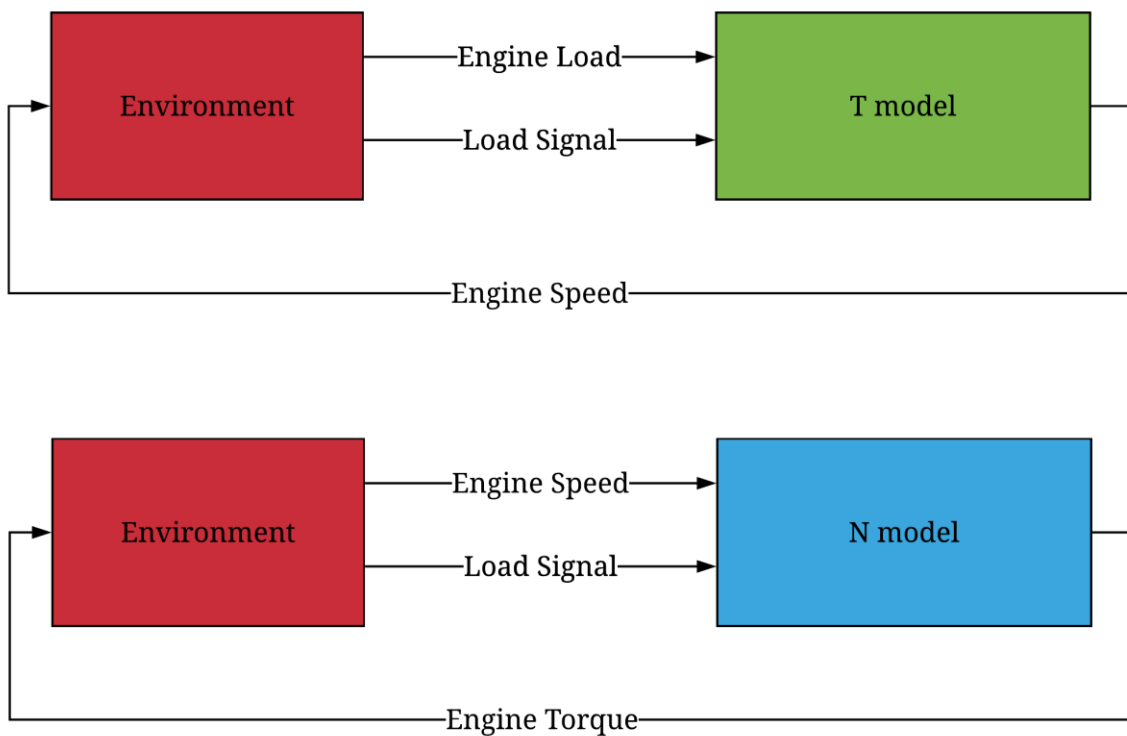 Engine Load
Environment
T model
Load Signal
Engine Speed
Engine Speed
Environment
N model
Load Signal
Engine Torque